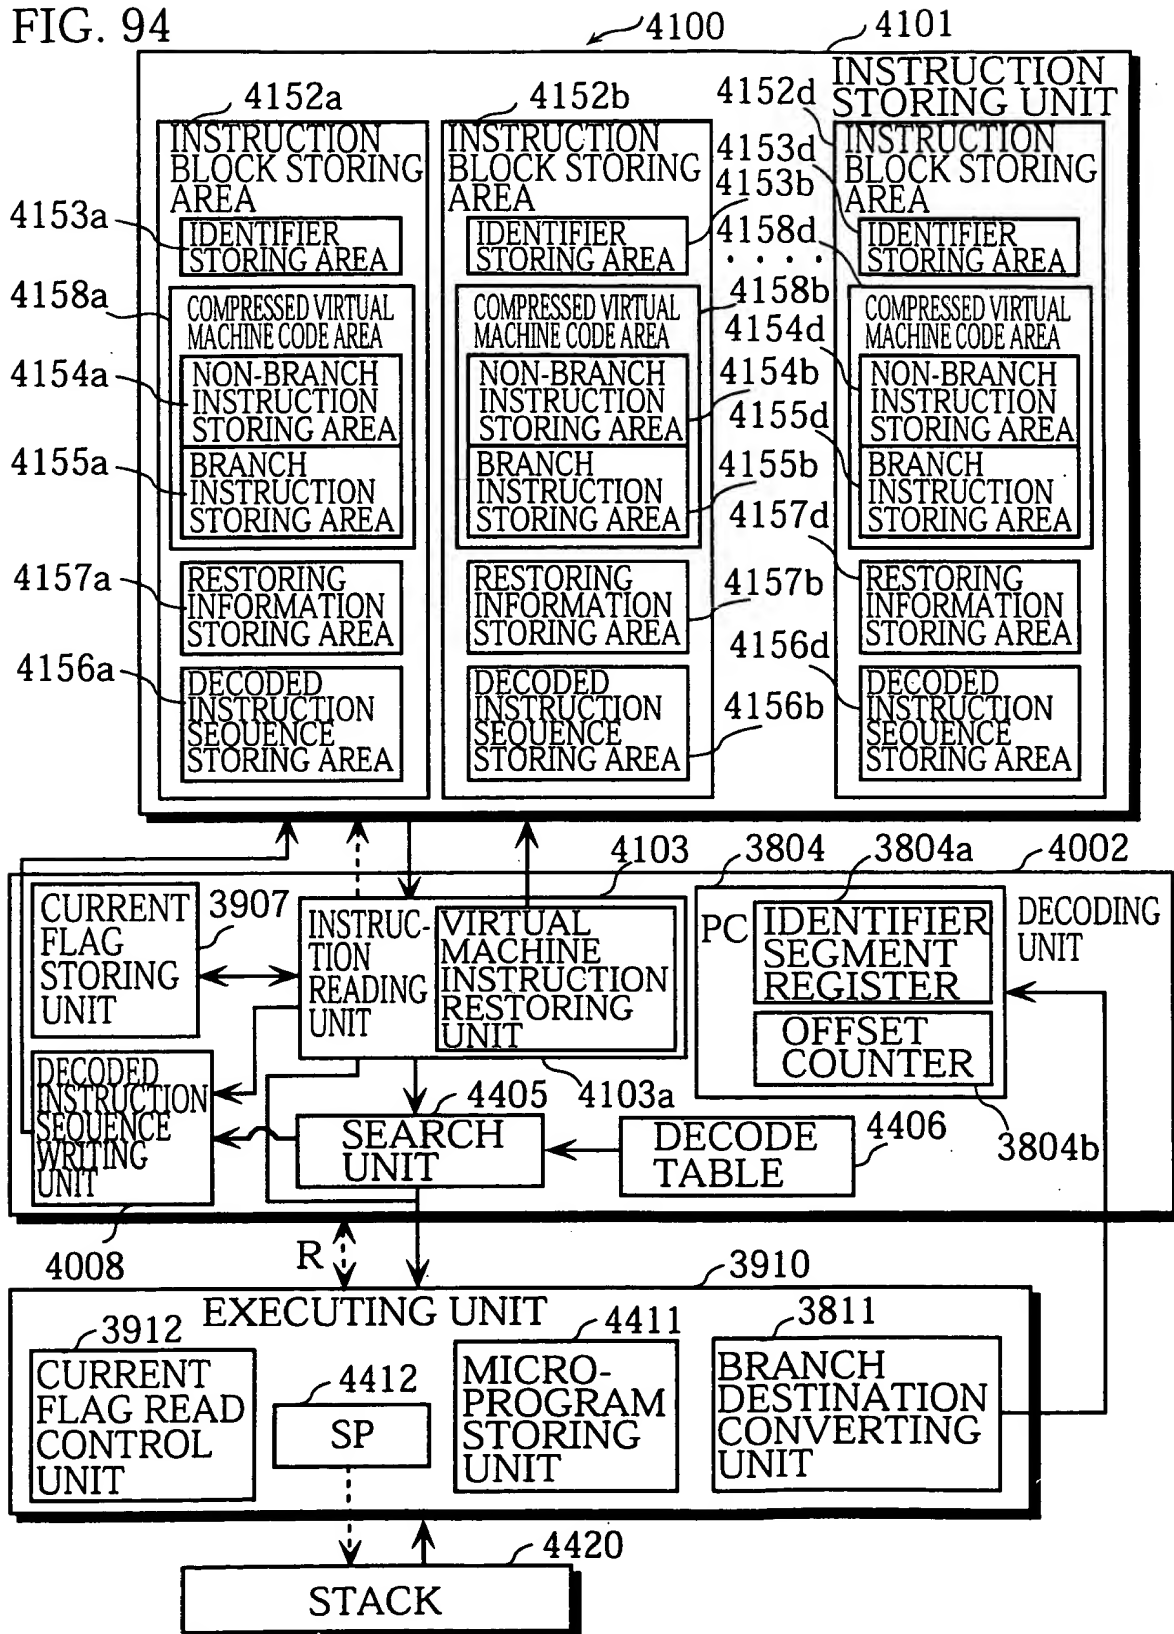 FIG. 94
4100
4101
INSTRUCTION
STORING UNIT
4152a
INSTRUCTION
BLOCK STORING
AREA
4153a
IDENTIFIER
STORING AREA
4158a
COMPRESSED VIRTUAL
MACHINE CODE AREA
4154a
NON-BRANCH
INSTRUCTION
STORING AREA
4155a
BRANCH
INSTRUCTION
STORING AREA
4157a
RESTORING
INFORMATION
STORING AREA
4156a
DECODED
INSTRUCTION
SEQUENCE
STORING AREA
4152b
INSTRUCTION
BLOCK STORING
AREA
4153b
IDENTIFIER
STORING AREA
4158b
COMPRESSED VIRTUAL
MACHINE CODE AREA
4154b
NON-BRANCH
INSTRUCTION
STORING AREA
4155b
BRANCH
INSTRUCTION
STORING AREA
4157b
RESTORING
INFORMATION
STORING AREA
4156b
DECODED
INSTRUCTION
SEQUENCE
STORING AREA
. . . .
4152d
INSTRUCTION
BLOCK STORING
AREA
4153d
IDENTIFIER
STORING AREA
4158d
COMPRESSED VIRTUAL
MACHINE CODE AREA
4154d
NON-BRANCH
INSTRUCTION
STORING AREA
4155d
BRANCH
INSTRUCTION
STORING AREA
4157d
RESTORING
INFORMATION
STORING AREA
4156d
DECODED
INSTRUCTION
SEQUENCE
STORING AREA
4002
DECODING
UNIT
3907
CURRENT
FLAG
STORING
UNIT
4103
INSTRUC-
TION
READING
UNIT
VIRTUAL
MACHINE
INSTRUCTION
RESTORING
UNIT
4103a
3804
PC
3804a
IDENTIFIER
SEGMENT
REGISTER
OFFSET
COUNTER
3804b
DECODED
INSTRUCTION
SEQUENCE
WRITING
UNIT
4008
4405
SEARCH
UNIT
4406
DECODE
TABLE
R
3910
EXECUTING UNIT
3912
CURRENT
FLAG READ
CONTROL
UNIT
4412
SP
4411
MICRO-
PROGRAM
STORING
UNIT
3811
BRANCH
DESTINATION
CONVERTING
UNIT
4420
STACK